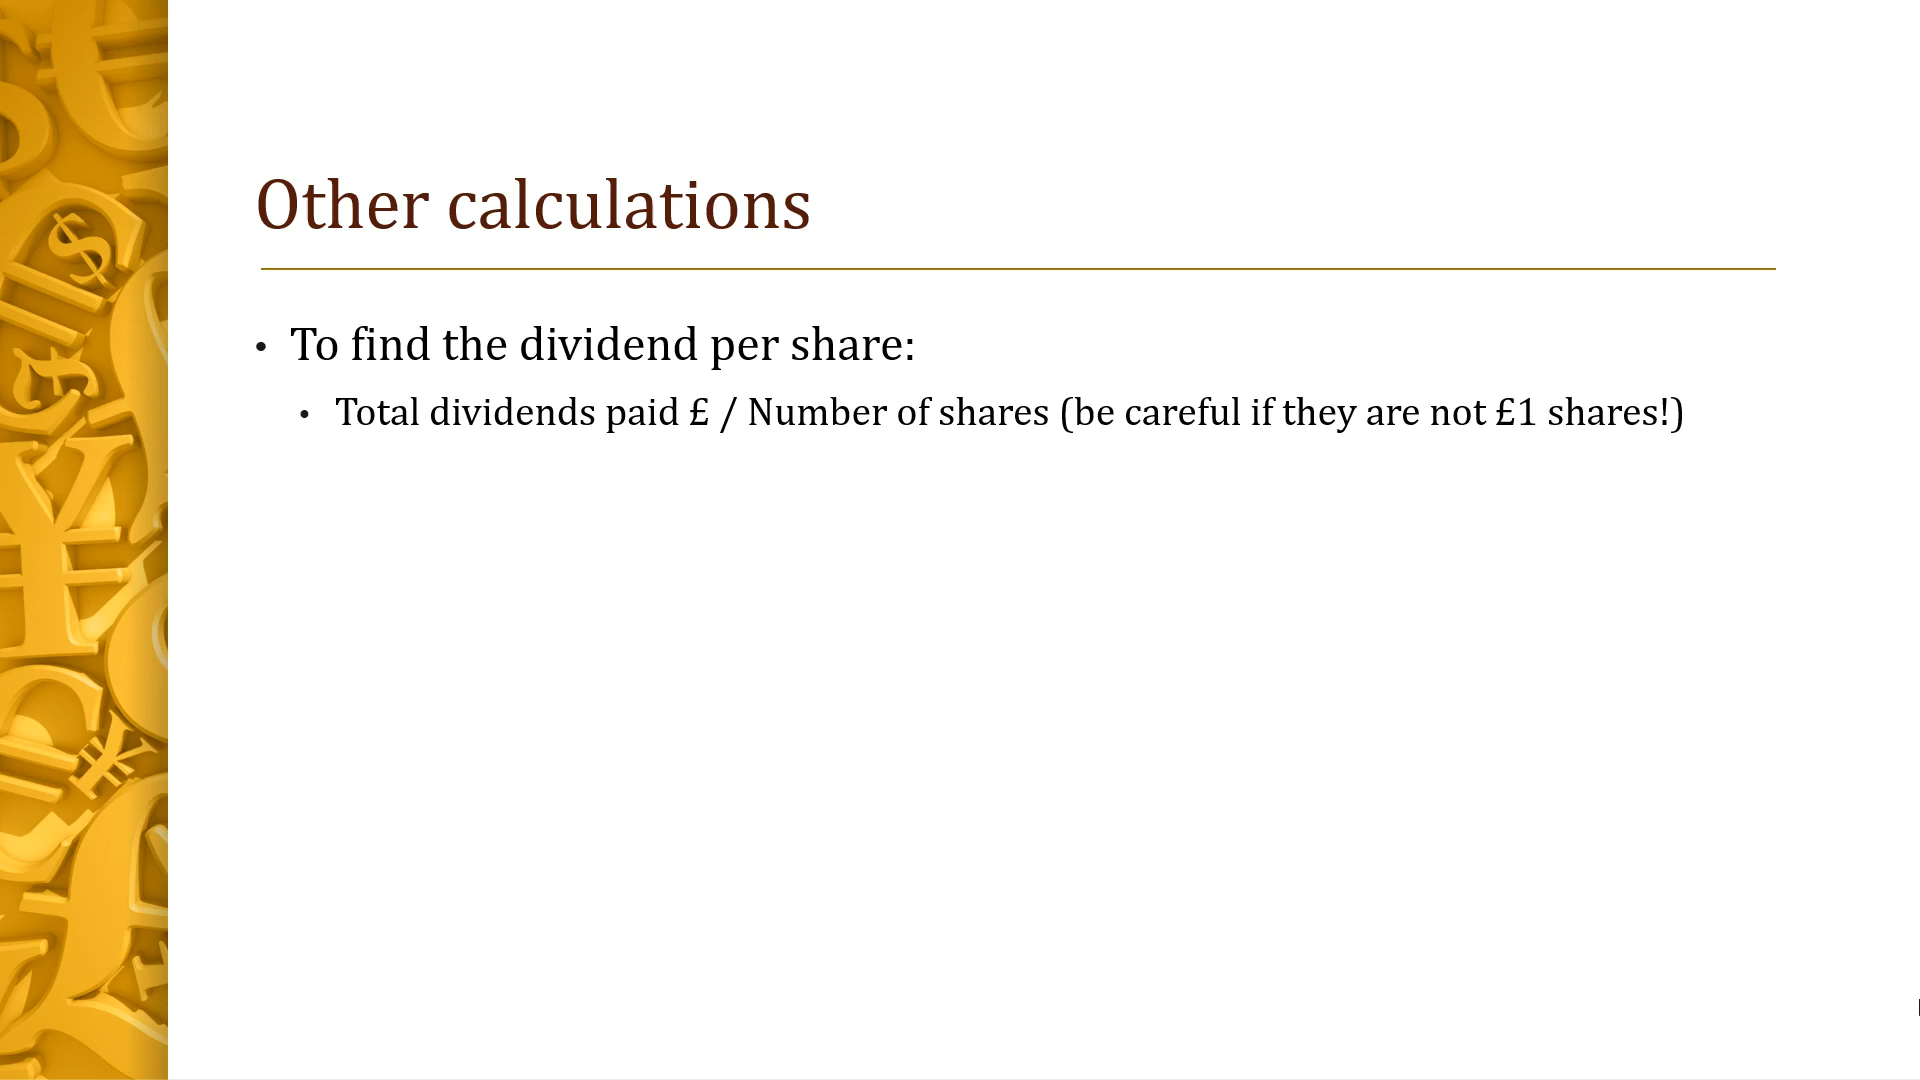 Other calculations
• To find the dividend per share:
• Total dividends paid £ / Number of shares (be careful if they are not £1 shares!)